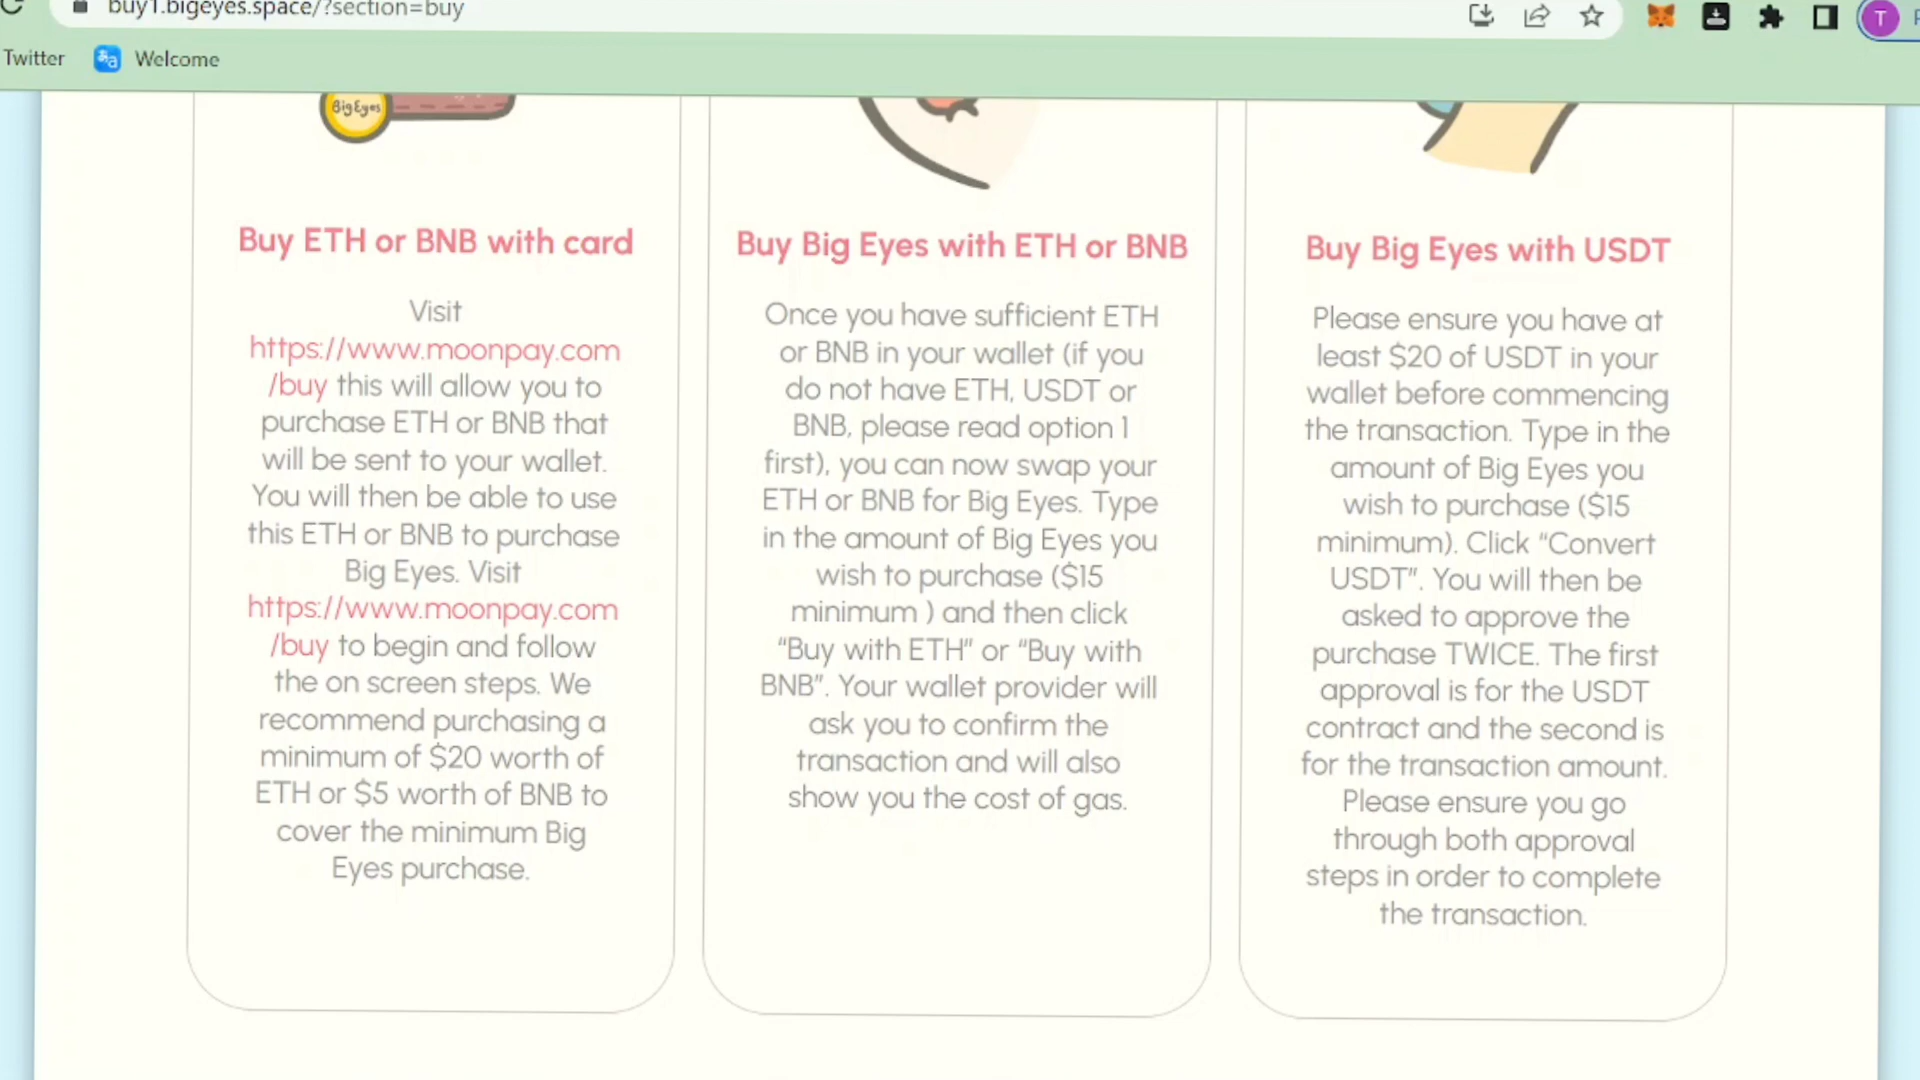 buy1.bigeyes.space/?section=buy
T
Twitter
Welcome
BigEyes
Buy ETH or BNB with card
Visit
https://www.moonpay.com
/buy this will allow you to
purchase ETH or BNB that
will be sent to your wallet.
You will then be able to use
this ETH or BNB to purchase
Big Eyes. Visit
https://www.moonpay.com
/buy to begin and follow
the on screen steps. We
recommend purchasing a
minimum of $20 worth of
ETH or $5 worth of BNB to
cover the minimum Big
Eyes purchase.
Buy Big Eyes with ETH or BNB
Once you have sufficient ETH
or BNB in your wallet (if you
do not have ETH, USDT or
BNB, please read option 1
first), you can now swap your
ETH or BNB for Big Eyes. Type
in the amount of Big Eyes you
wish to purchase ($15
minimum ) and then click
“Buy with ETH” or “Buy with
BNB”. Your wallet provider will
ask you to confirm the
transaction and will also
show you the cost of gas.
Buy Big Eyes with USDT
Please ensure you have at
least $20 of USDT in your
wallet before commencing
the transaction. Type in the
amount of Big Eyes you
wish to purchase ($15
minimum). Click “Convert
USDT”. You will then be
asked to approve the
purchase TWICE. The first
approval is for the USDT
contract and the second is
for the transaction amount.
Please ensure you go
through both approval
steps in order to complete
the transaction.